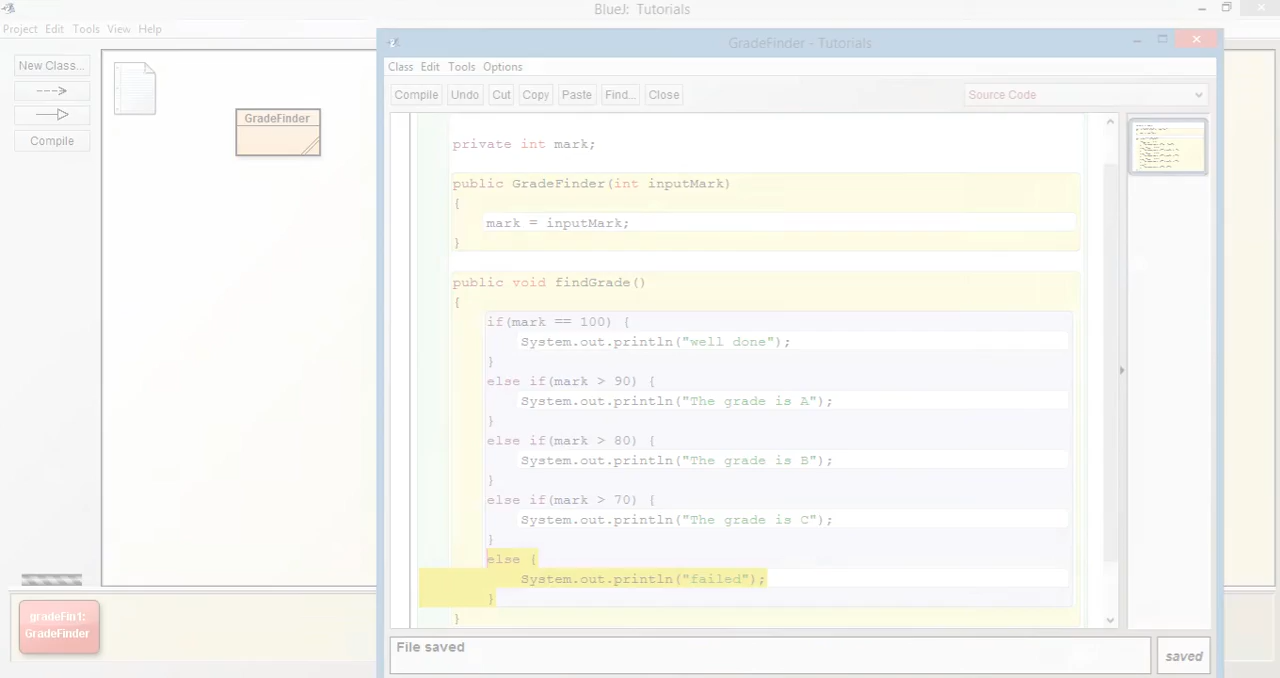 BlueJ: Tutorials
Project Edit Tools View Help
New Class...
Compile
GradeFinder
gradeFin1:
GradeFinder
GradeFinder - Tutorials
Class Edit Tools Options
Compile Undo Cut Copy Paste Find... Close
Source Code
private int mark;
public GradeFinder(int inputMark)
{
mark = inputMark;
}
public void findGrade()
{
if(mark == 100) {
System.out.println("well done");
}
else if(mark > 90) {
System.out.println("The grade is A");
}
else if(mark > 80) {
System.out.println("The grade is B");
}
else if(mark > 70) {
System.out.println("The grade is C");
}
else {
System.out.println("failed");
}
}
File saved
saved